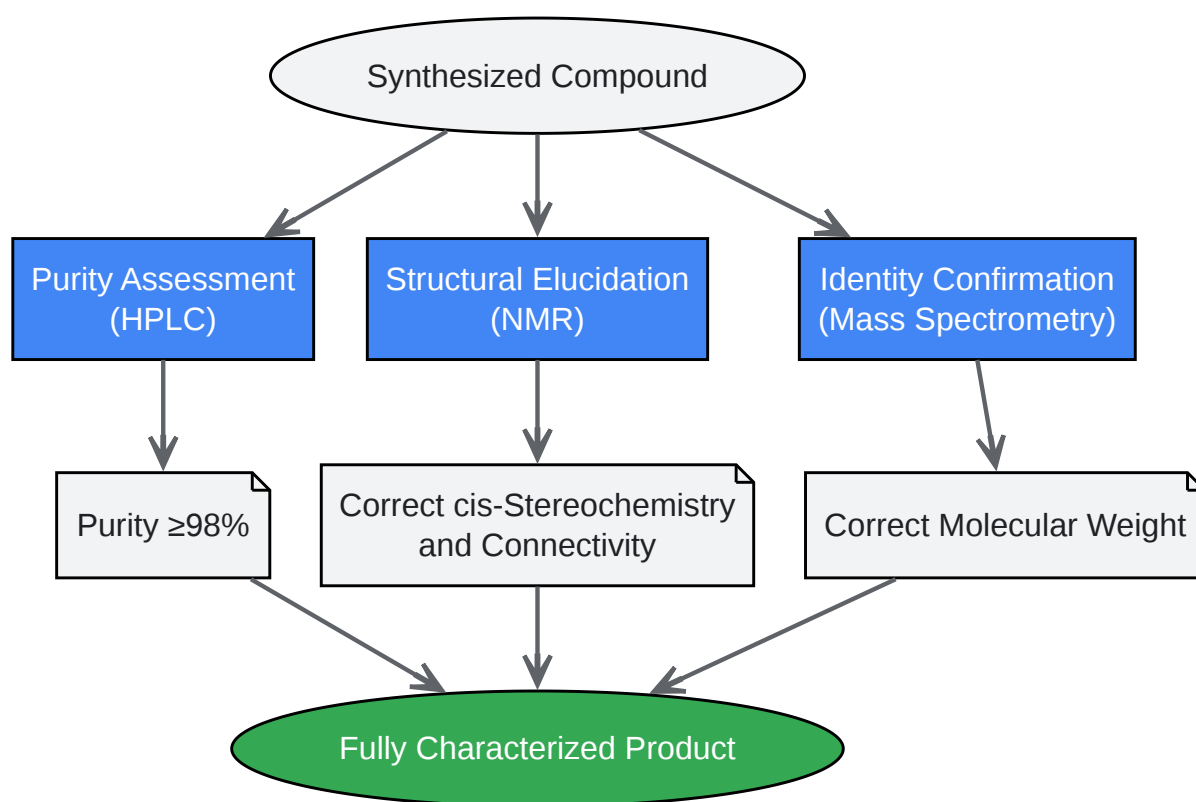 Synthesized Compound
Purity Assessment
(HPLC)
Structural Elucidation
(NMR)
Identity Confirmation
(Mass Spectrometry)
Purity ≥98%
Correct cis-Stereochemistry
and Connectivity
Correct Molecular Weight
Fully Characterized Product